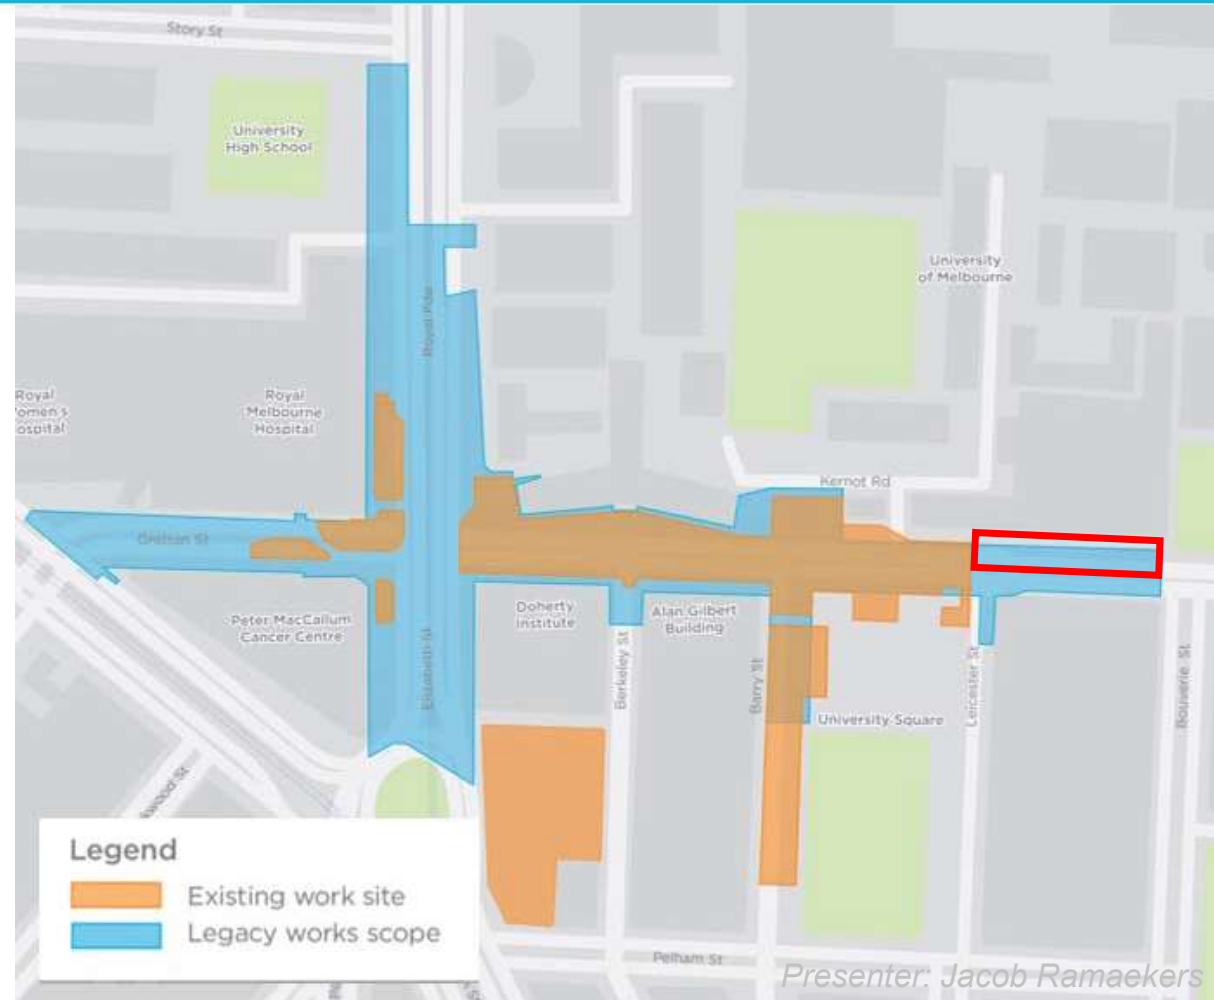 Story St
University
High School
Royal Pde
University
of Melbourne
Royal
Melbourne
Hospital
Royal
omen's
ospital
Kernot Rd
Grattan St
Peter MacCallum
Cancer Centre
Elizabeth St
Doherty
Institute
Berkeley St
Alan Gilbert
Building
Barry St
University Square
Leicester St
Bouverie St
Pelham St
Legend
Existing work site
Legacy works scope
Presenter: Jacob Ramaekers